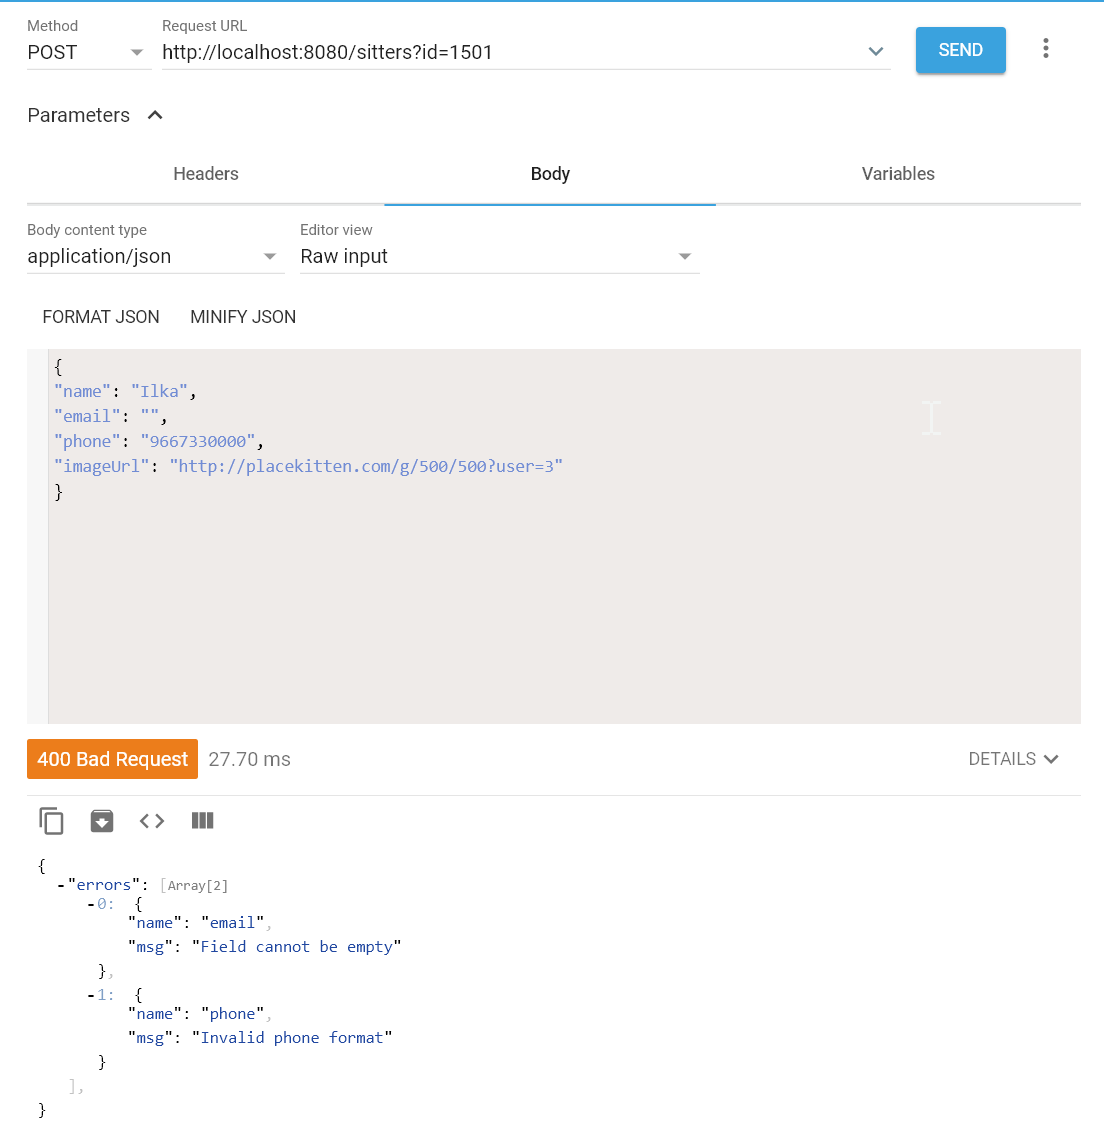 Method
Request URL
POST
http://localhost:8080/sitters?id=1501
SEND
Parameters
Headers
Body
Variables
Body content type
Editor view
application/json
Raw input
FORMAT JSON
MINIFY JSON
{
"name": "Ilka",
"email": "",
"phone": "9667330000",
"imageUrl": "http://placekitten.com/g/500/500?user=3"
}
400 Bad Request
27.70 ms
DETAILS
{
-"errors": [Array[2]
-0: {
"name": "email",
"msg": "Field cannot be empty"
},
-1: {
"name": "phone",
"msg": "Invalid phone format"
}
],
}